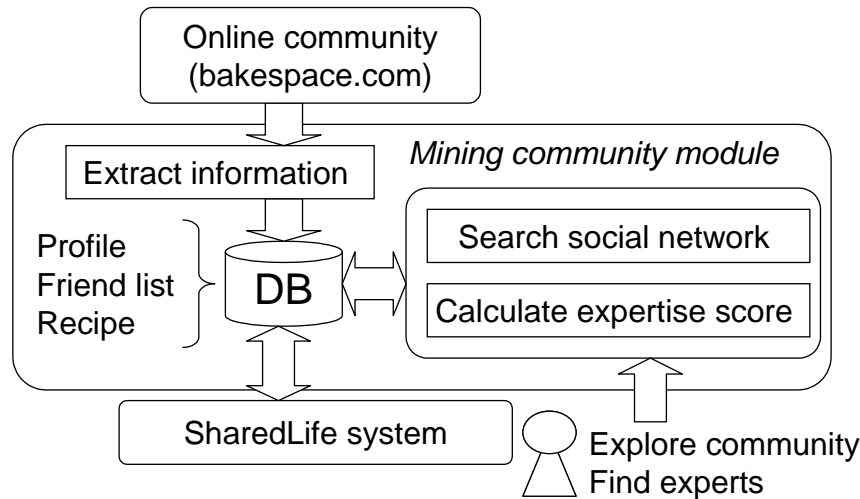 Online community
(bakespace.com)
Mining community module
Extract information
Profile
Friend list
Recipe
DB
Search social network
Calculate expertise score
SharedLife system
Explore community
Find experts